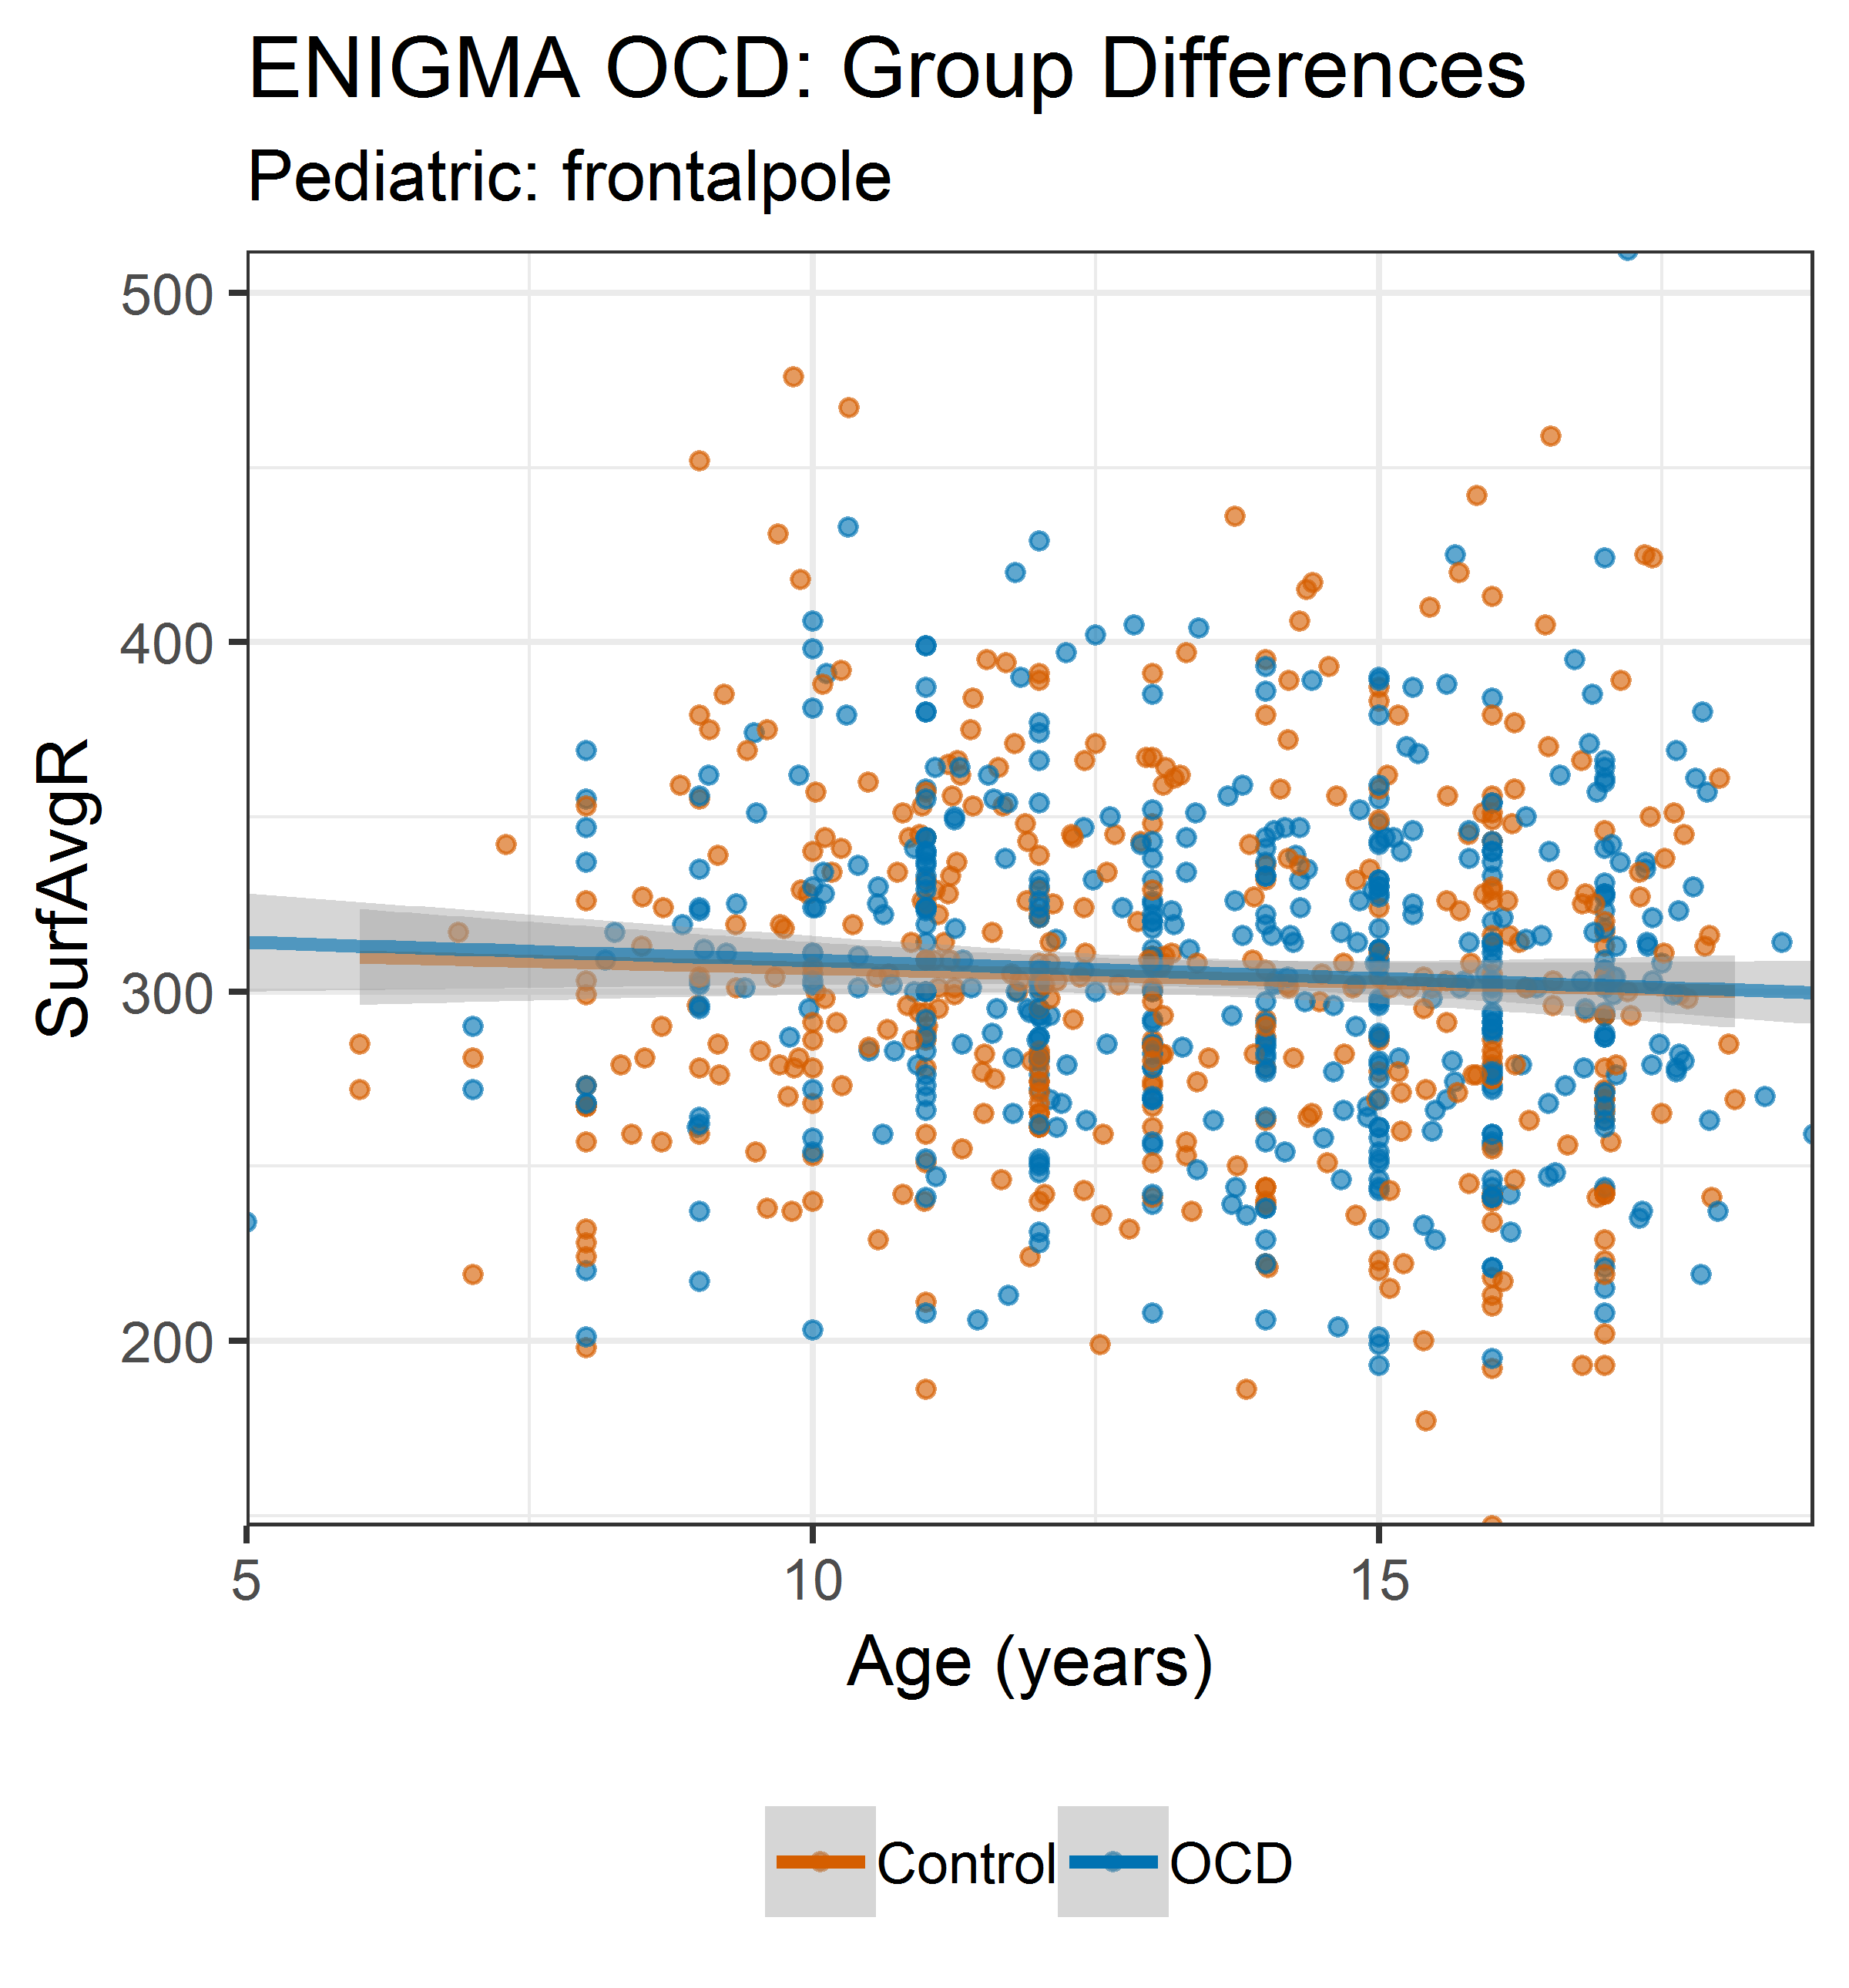 ENIGMA OCD: Group Differences
Pediatric: frontalpole
500
400
300
200
SurfAvgR
5 10 15
Age (years)
Control OCD